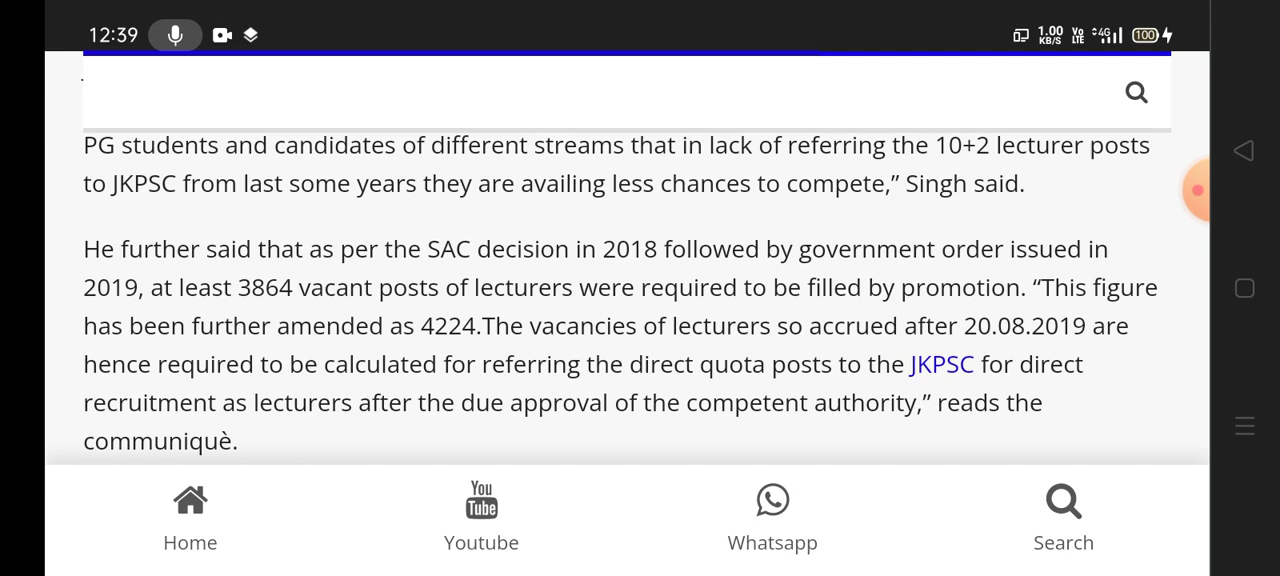 12:39 1.00 KB/S Vo LTE 4G 100
PG students and candidates of different streams that in lack of referring the 10+2 lecturer posts
to JKPSC from last some years they are availing less chances to compete,” Singh said.
He further said that as per the SAC decision in 2018 followed by government order issued in
2019, at least 3864 vacant posts of lecturers were required to be filled by promotion. “This figure
has been further amended as 4224.The vacancies of lecturers so accrued after 20.08.2019 are
hence required to be calculated for referring the direct quota posts to the JKPSC for direct
recruitment as lecturers after the due approval of the competent authority,” reads the
communiquè.
You Tube
Home Youtube Whatsapp Search